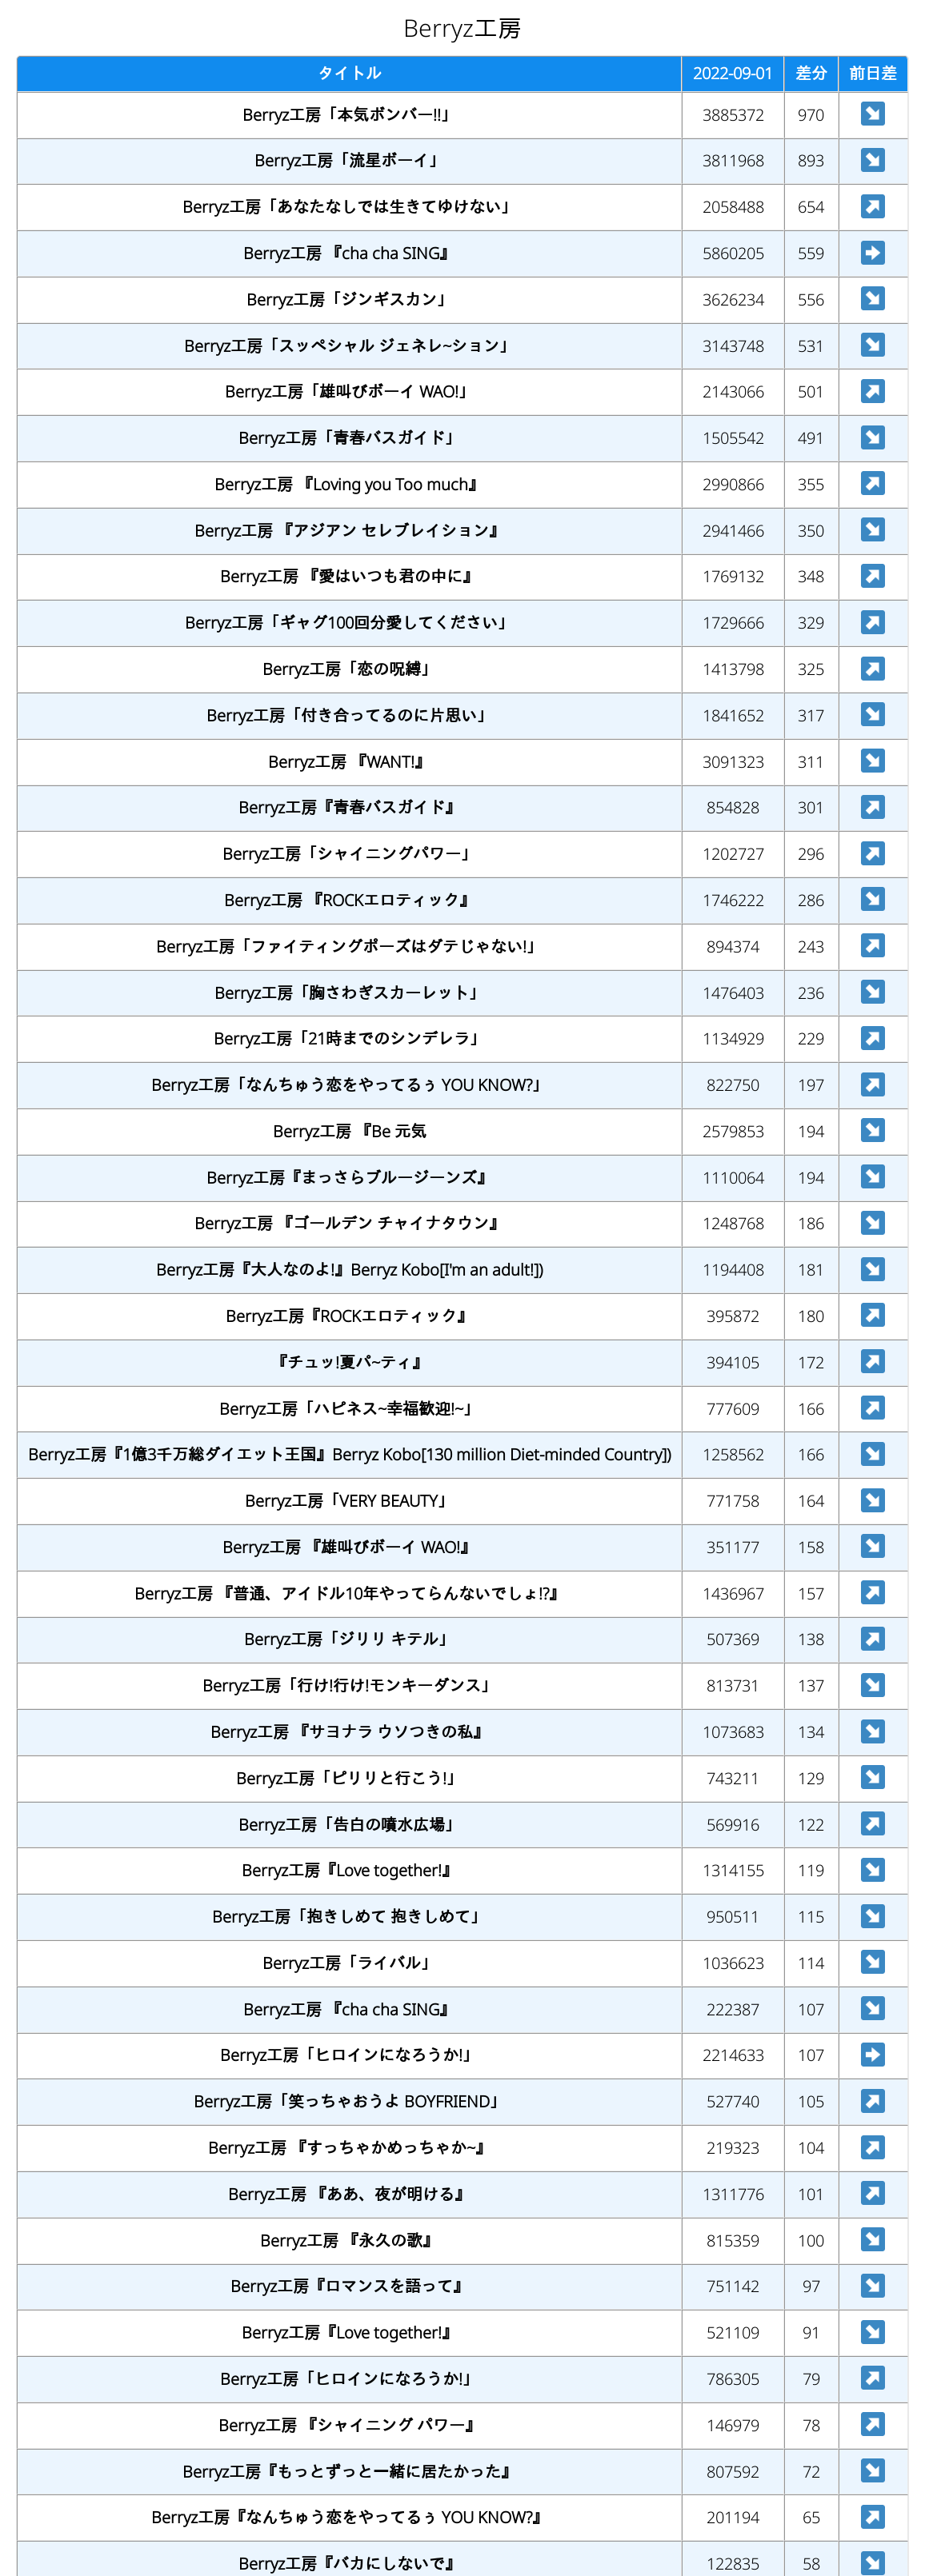 Berryz工房
タイトル 2022-09-01 差分 前日差
Berryz工房「本気ボンバー!!」 3885372 970 ↘
Berryz工房「流星ボーイ」 3811968 893 ↘
Berryz工房「あなたなしでは生きてゆけない」 2058488 654 ↗
Berryz工房 『cha cha SING』 5860205 559 ➡
Berryz工房「ジンギスカン」 3626234 556 ↘
Berryz工房「スッペシャル ジェネレ~ション」 3143748 531 ↘
Berryz工房「雄叫びボーイ WAO!」 2143066 501 ↗
Berryz工房「青春バスガイド」 1505542 491 ↘
Berryz工房 『Loving you Too much』 2990866 355 ↗
Berryz工房 『アジアン セレブレイション』 2941466 350 ↘
Berryz工房 『愛はいつも君の中に』 1769132 348 ↗
Berryz工房「ギャグ100回分愛してください」 1729666 329 ↗
Berryz工房「恋の呪縛」 1413798 325 ↗
Berryz工房「付き合ってるのに片思い」 1841652 317 ↘
Berryz工房 『WANT!』 3091323 311 ↘
Berryz工房『青春バスガイド』 854828 301 ↗
Berryz工房「シャイニングパワー」 1202727 296 ↗
Berryz工房 『ROCKエロティック』 1746222 286 ↘
Berryz工房「ファイティングポーズはダテじゃない!」 894374 243 ↗
Berryz工房「胸さわぎスカーレット」 1476403 236 ↘
Berryz工房「21時までのシンデレラ」 1134929 229 ↗
Berryz工房「なんちゅう恋をやってるぅ YOU KNOW?」 822750 197 ↗
Berryz工房 『Be 元気 2579853 194 ↘
Berryz工房『まっさらブルージーンズ』 1110064 194 ↘
Berryz工房 『ゴールデン チャイナタウン』 1248768 186 ↘
Berryz工房『大人なのよ!』Berryz Kobo[I'm an adult!]) 1194408 181 ↘
Berryz工房『ROCKエロティック』 395872 180 ↗
『チュッ!夏パ~ティ』 394105 172 ↗
Berryz工房「ハピネス~幸福歓迎!~」 777609 166 ↗
Berryz工房『1億3千万総ダイエット王国』Berryz Kobo[130 million Diet-minded Country]) 1258562 166 ↘
Berryz工房「VERY BEAUTY」 771758 164 ↘
Berryz工房 『雄叫びボーイ WAO!』 351177 158 ↘
Berryz工房 『普通、アイドル10年やってらんないでしょ!?』 1436967 157 ↗
Berryz工房「ジリリ キテル」 507369 138 ↗
Berryz工房「行け!行け!モンキーダンス」 813731 137 ↘
Berryz工房 『サヨナラ ウソつきの私』 1073683 134 ↘
Berryz工房「ピリリと行こう!」 743211 129 ↘
Berryz工房「告白の噴水広場」 569916 122 ↗
Berryz工房『Love together!』 1314155 119 ↘
Berryz工房「抱きしめて 抱きしめて」 950511 115 ↘
Berryz工房「ライバル」 1036623 114 ↘
Berryz工房 『cha cha SING』 222387 107 ↘
Berryz工房「ヒロインになろうか!」 2214633 107 ➡
Berryz工房「笑っちゃおうよ BOYFRIEND」 527740 105 ↗
Berryz工房 『すっちゃかめっちゃか~』 219323 104 ↗
Berryz工房 『ああ、夜が明ける』 1311776 101 ↗
Berryz工房 『永久の歌』 815359 100 ↘
Berryz工房『ロマンスを語って』 751142 97 ↘
Berryz工房『Love together!』 521109 91 ↘
Berryz工房「ヒロインになろうか!」 786305 79 ↗
Berryz工房 『シャイニング パワー』 146979 78 ↗
Berryz工房『もっとずっと一緒に居たかった』 807592 72 ↘
Berryz工房『なんちゅう恋をやってるぅ YOU KNOW?』 201194 65 ↗
Berryz工房『バカにしないで』 122835 58 ↘